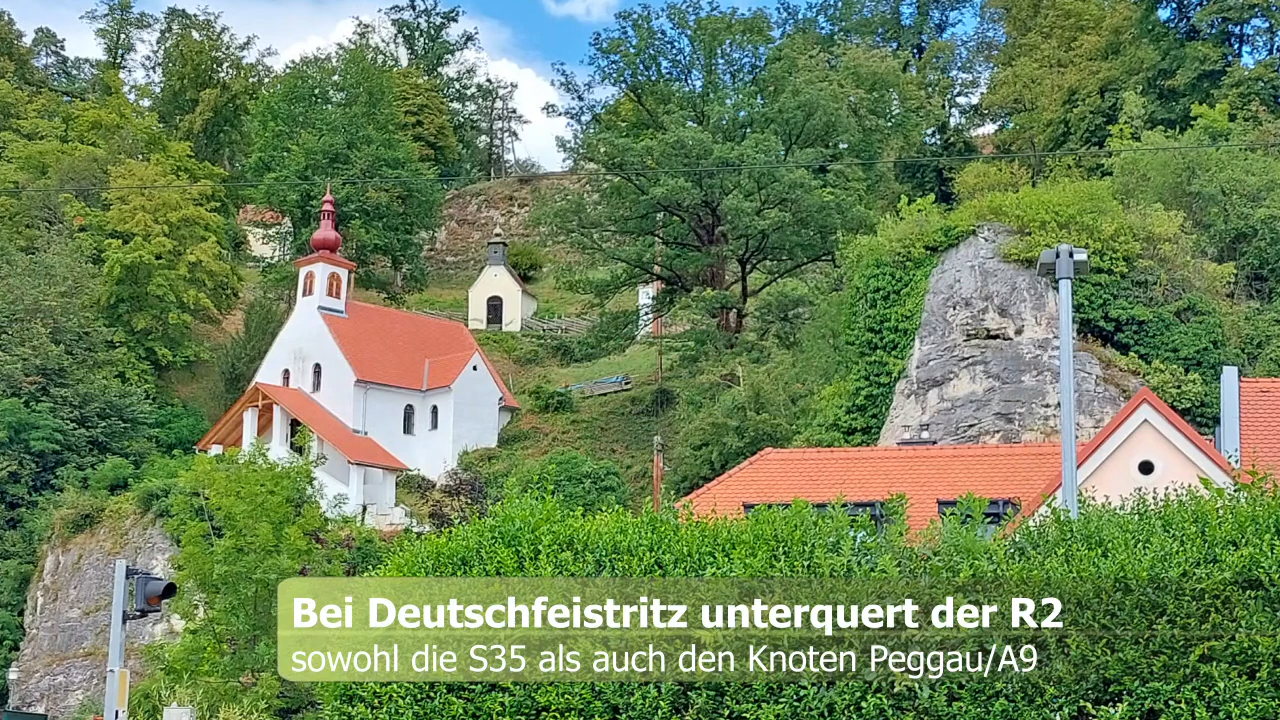 Bei Deutschfeistritz unterquert der R2
sowohl die S35 als auch den Knoten Peggau/A9